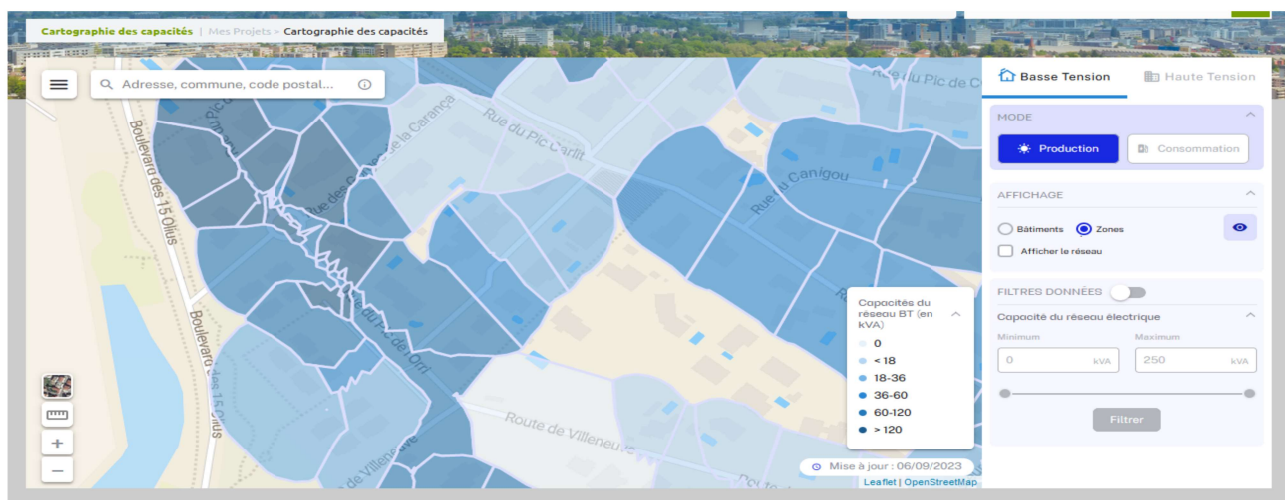 Cartographie des capacités | Mes Projets > Cartographie des capacités
Adresse, commune, code postal...
Basse Tension
Haute Tension
MODE
Production
Consommation
AFFICHAGE
Bâtiments
Zones
Afficher le réseau
FILTRES DONNÉES
Capacité du réseau électrique
Minimum
Maximum
0 kVA
250 kVA
Filtrer
Rue du Pic de C
Rue du Pic Carlit
Rue du Canigou
Boulevard des 15 Olius
Boulevard des 15 Olius
Rue du Pic de l'Orri
Route de Villeneuve
Capacités du
réseau BT (en
kVA)
0
< 18
18-36
36-60
60-120
> 120
+
−
Mise à jour : 06/09/2023
Leaflet | OpenStreetMap